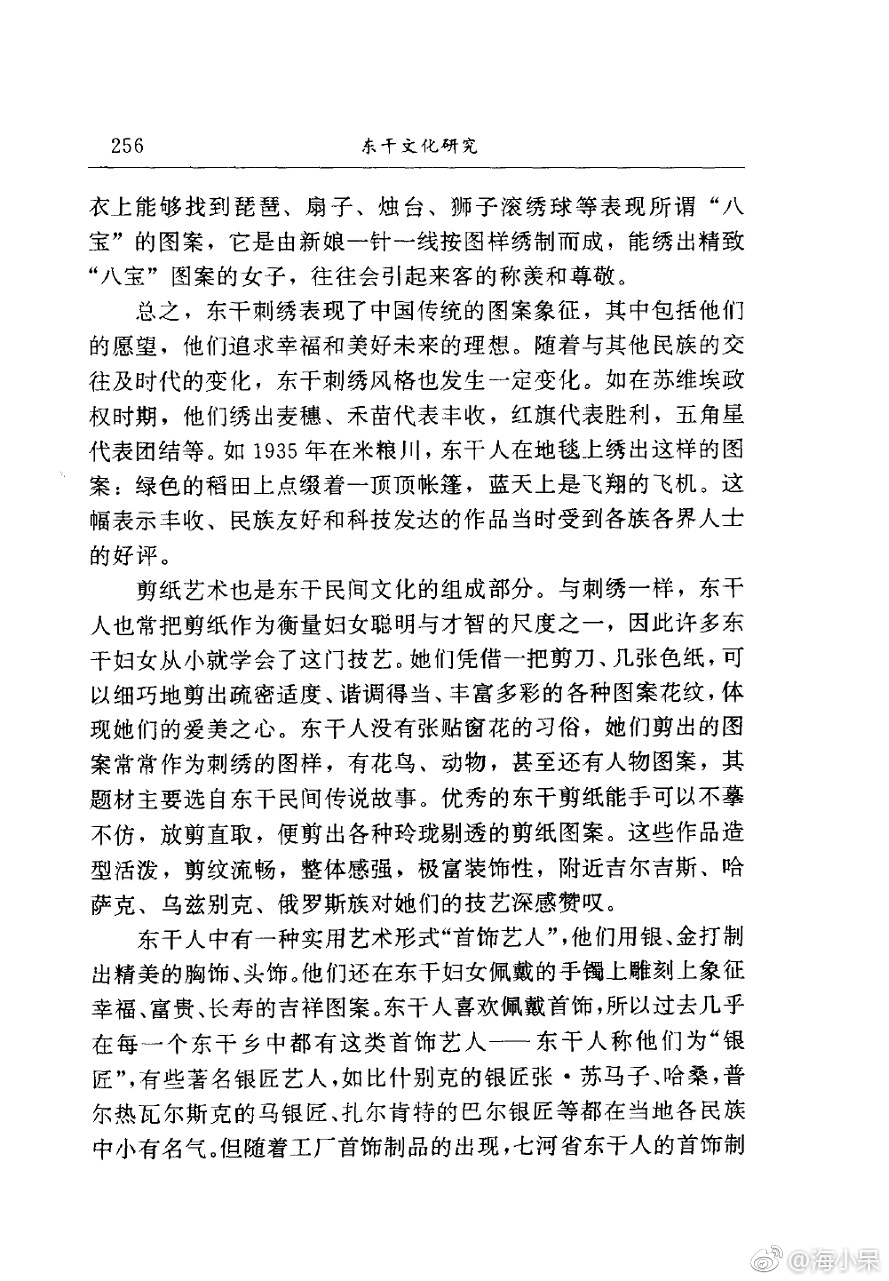 256
东干文化研究
衣上能够找到琵琶、扇子、烛台、狮子滚绣球等表现所谓“八
宝”的图案，它是由新娘一针一线按图样绣制而成，能绣出精致
“八宝”图案的女子，往往会引起来客的称羡和尊敬。
总之，东干刺绣表现了中国传统的图案象征，其中包括他们
的愿望，他们追求幸福和美好未来的理想。随着与其他民族的交
往及时代的变化，东干刺绣风格也发生一定变化。如在苏维埃政
权时期，他们绣出麦穗、禾苗代表丰收，红旗代表胜利，五角星
代表团结等。如 1935 年在米粮川，东干人在地毯上绣出这样的图
案：绿色的稻田上点缀着一顶顶帐篷，蓝天上是飞翔的飞机。这
幅表示丰收、民族友好和科技发达的作品当时受到各族各界人士
的好评。
剪纸艺术也是东干民间文化的组成部分。与刺绣一样，东干
人也常把剪纸作为衡量妇女聪明与才智的尺度之一，因此许多东
干妇女从小就学会了这门技艺。她们凭借一把剪刀、几张色纸，可
以细巧地剪出疏密适度、谐调得当、丰富多彩的各种图案花纹，体
现她们的爱美之心。东干人没有张贴窗花的习俗，她们剪出的图
案常常作为刺绣的图样，有花鸟、动物，甚至还有人物图案，其
题材主要选自东干民间传说故事。优秀的东干剪纸能手可以不摹
不仿，放剪直取，便剪出各种玲珑剔透的剪纸图案。这些作品造
型活泼，剪纹流畅，整体感强，极富装饰性，附近吉尔吉斯、哈
萨克、乌兹别克、俄罗斯族对她们的技艺深感赞叹。
东干人中有一种实用艺术形式“首饰艺人”，他们用银、金打制
出精美的胸饰、头饰。他们还在东干妇女佩戴的手镯上雕刻上象征
幸福、富贵、长寿的吉祥图案。东干人喜欢佩戴首饰，所以过去几乎
在每一个东干乡中都有这类首饰艺人——东干人称他们为“银
匠”，有些著名银匠艺人，如比什别克的银匠张·苏马子、哈桑，普
尔热瓦尔斯克的马银匠、扎尔肯特的巴尔银匠等都在当地各民族
中小有名气。但随着工厂首饰制品的出现，七河省东干人的首饰制
@海小呆